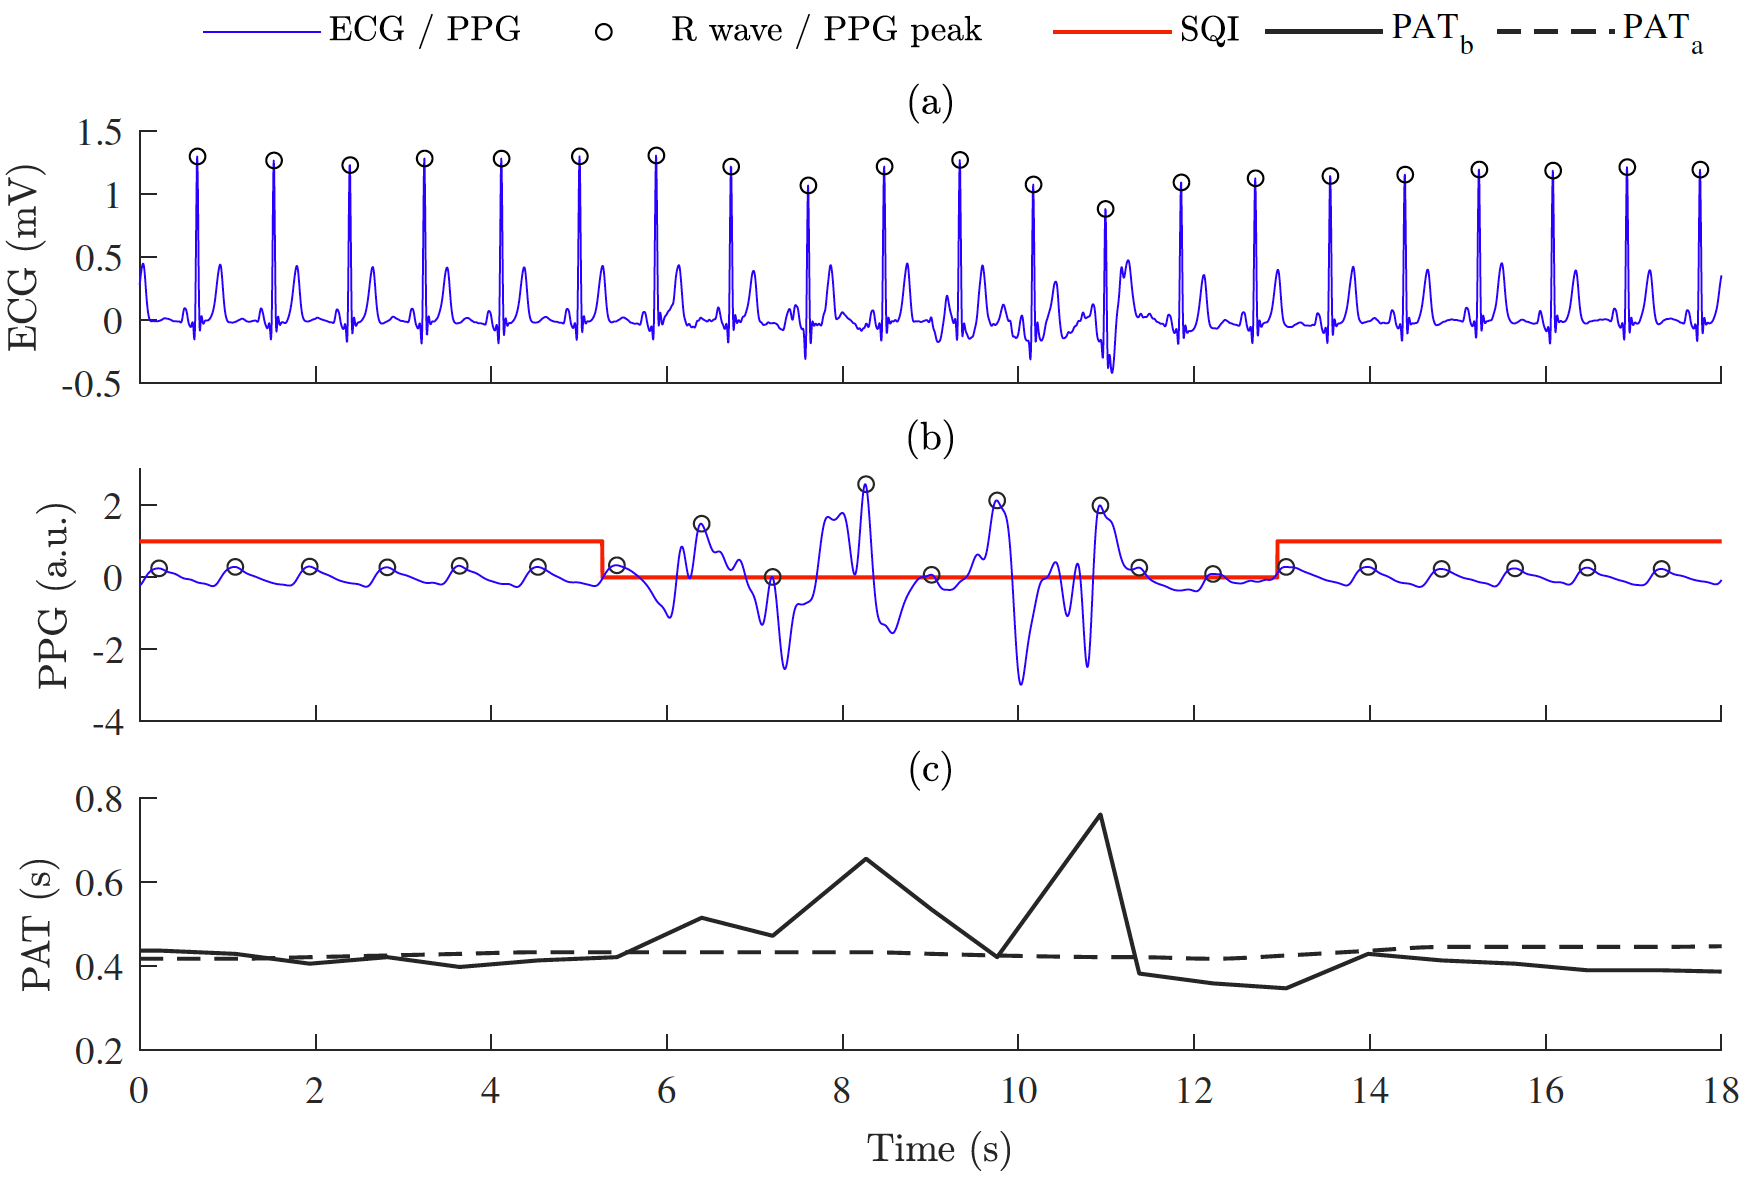 ECG / PPG R wave / PPG peak SQI PAT_b PAT_a
(a)
1.5
1
0.5
0
-0.5
ECG (mV)
(b)
2
0
-2
-4
PPG (a.u.)
(c)
0.8
0.6
0.4
0.2
PAT (s)
0 2 4 6 8 10 12 14 16 18
Time (s)